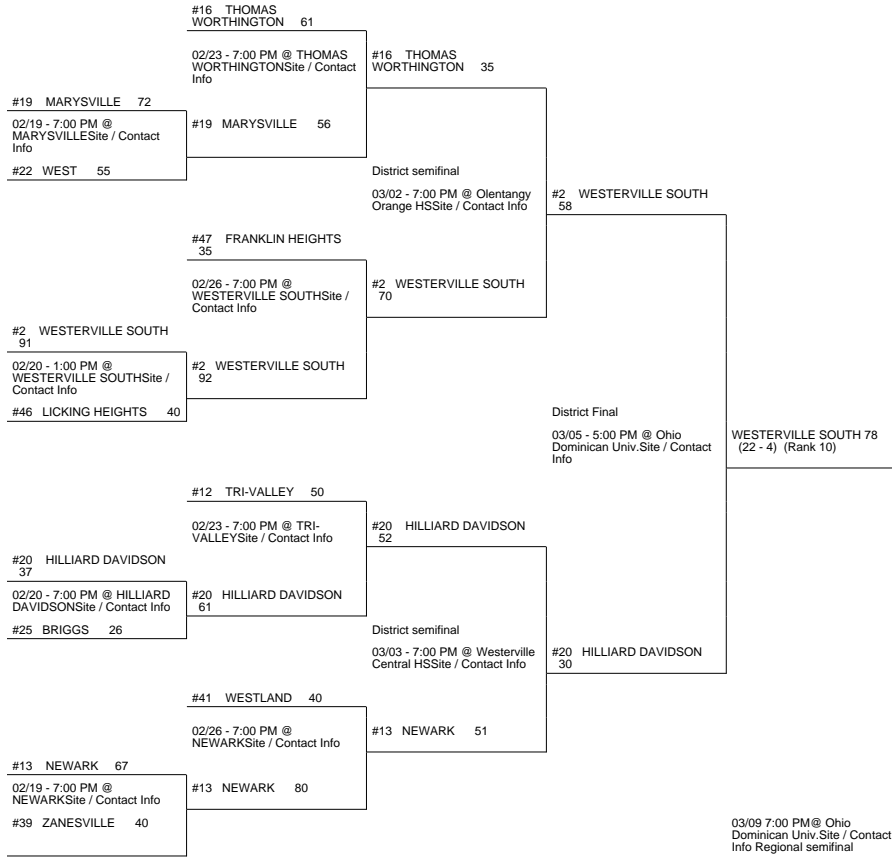 #16 THOMAS
WORTHINGTON 61
02/23 - 7:00 PM @ THOMAS
WORTHINGTONSite / Contact
Info
#16 THOMAS
WORTHINGTON 35
#19 MARYSVILLE 72
02/19 - 7:00 PM @
MARYSVILLESite / Contact
Info
#19 MARYSVILLE 56
#22 WEST 55
District semifinal
03/02 - 7:00 PM @ Olentangy
Orange HSSite / Contact Info
#2 WESTERVILLE SOUTH
58
#47 FRANKLIN HEIGHTS
35
02/26 - 7:00 PM @
WESTERVILLE SOUTHSite /
Contact Info
#2 WESTERVILLE SOUTH
70
#2 WESTERVILLE SOUTH
91
02/20 - 1:00 PM @
WESTERVILLE SOUTHSite /
Contact Info
#2 WESTERVILLE SOUTH
92
#46 LICKING HEIGHTS 40
District Final
03/05 - 5:00 PM @ Ohio
Dominican Univ.Site / Contact
Info
WESTERVILLE SOUTH 78
(22 - 4) (Rank 10)
#12 TRI-VALLEY 50
02/23 - 7:00 PM @ TRI-
VALLEYSite / Contact Info
#20 HILLIARD DAVIDSON
52
#20 HILLIARD DAVIDSON
37
02/20 - 7:00 PM @ HILLIARD
DAVIDSONSite / Contact Info
#20 HILLIARD DAVIDSON
61
#25 BRIGGS 26
District semifinal
03/03 - 7:00 PM @ Westerville
Central HSSite / Contact Info
#20 HILLIARD DAVIDSON
30
#41 WESTLAND 40
02/26 - 7:00 PM @
NEWARKSite / Contact Info
#13 NEWARK 51
#13 NEWARK 67
02/19 - 7:00 PM @
NEWARKSite / Contact Info
#13 NEWARK 80
#39 ZANESVILLE 40
03/09 7:00 PM@ Ohio
Dominican Univ.Site / Contact
Info Regional semifinal